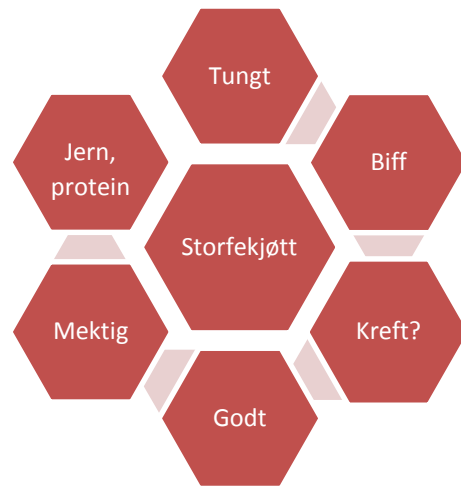 Tungt
Jern,
protein
Biff
Storfekjøtt
Mektig
Kreft?
Godt